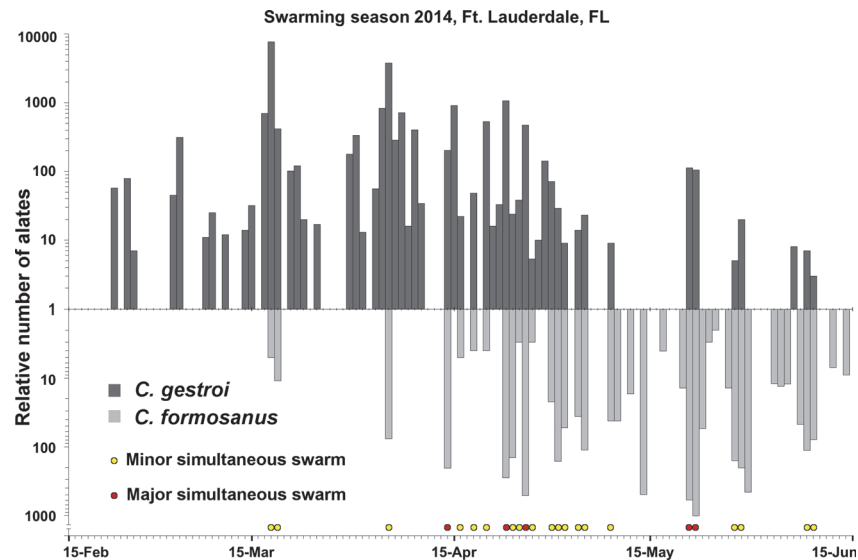 Swarming season 2014, Ft. Lauderdale, FL
Relative number of alates
10000
1000
100
10
1
10
100
1000
C. gestroi
C. formosanus
Minor simultaneous swarm
Major simultaneous swarm
15-Feb 15-Mar 15-Apr 15-May 15-Jun